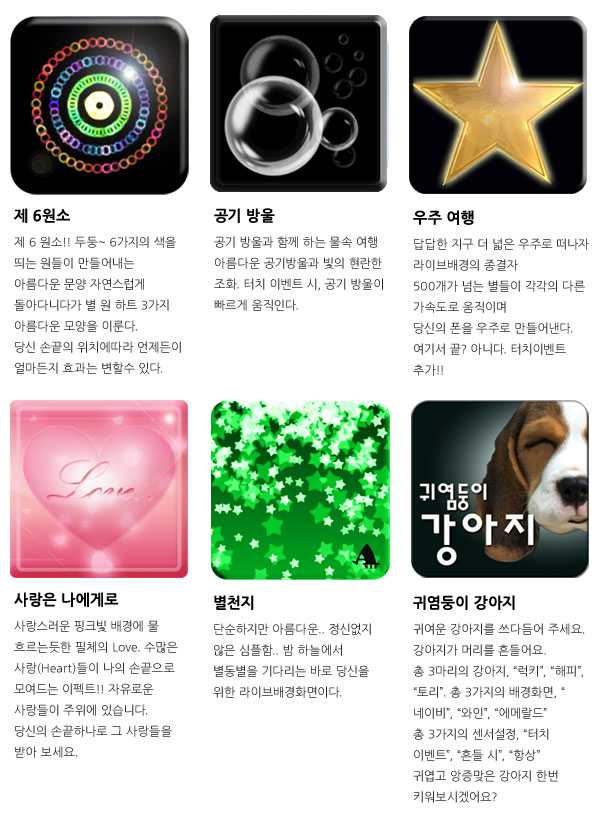 제 6원소
제 6 원소!! 두둥~ 6가지의 색을
띄는 원들이 만들어내는
아름다운 문양 자연스럽게
돌아다니다가 별 원 하트 3가지
아름다운 모양을 이룬다.
당신 손끝의 위치에따라 언제든이
얼마든지 효과는 변할수 있다.
공기 방울
공기 방울과 함께 하는 물속 여행
아름다운 공기방울과 빛의 현란한
조화. 터치 이벤트 시, 공기 방울이
빠르게 움직인다.
우주 여행
답답한 지구 더 넓은 우주로 떠나자
라이브배경의 종결자
500개가 넘는 별들이 각각의 다른
가속도로 움직이며
당신의 폰을 우주로 만들어낸다.
여기서 끝? 아니다. 터치이벤트
추가!!
Love..
사랑은 나에게로
사랑스러운 핑크빛 배경에 물
흐르는듯한 필체의 Love. 수많은
사랑(Heart)들이 나의 손끝으로
모여드는 이펙트!! 자유로운
사랑들이 주위에 있습니다.
당신의 손끝하나로 그 사랑들을
받아 보세요.
별천지
단순하지만 아름다운.. 정신없지
않은 심플함.. 밤 하늘에서
별똥별을 기다리는 바로 당신을
위한 라이브배경화면이다.
귀염둥이
강아지
귀염둥이 강아지
귀여운 강아지를 쓰다듬어 주세요.
강아지가 머리를 흔들어요.
총 3마리의 강아지, “럭키”, “해피”,
“토리”. 총 3가지의 배경화면, “
네이비”, “와인”, “에메랄드”
총 3가지의 센서설정, “터치
이벤트”, “흔들 시”, “항상”
귀엽고 앙증맞은 강아지 한번
키워보시겠어요?